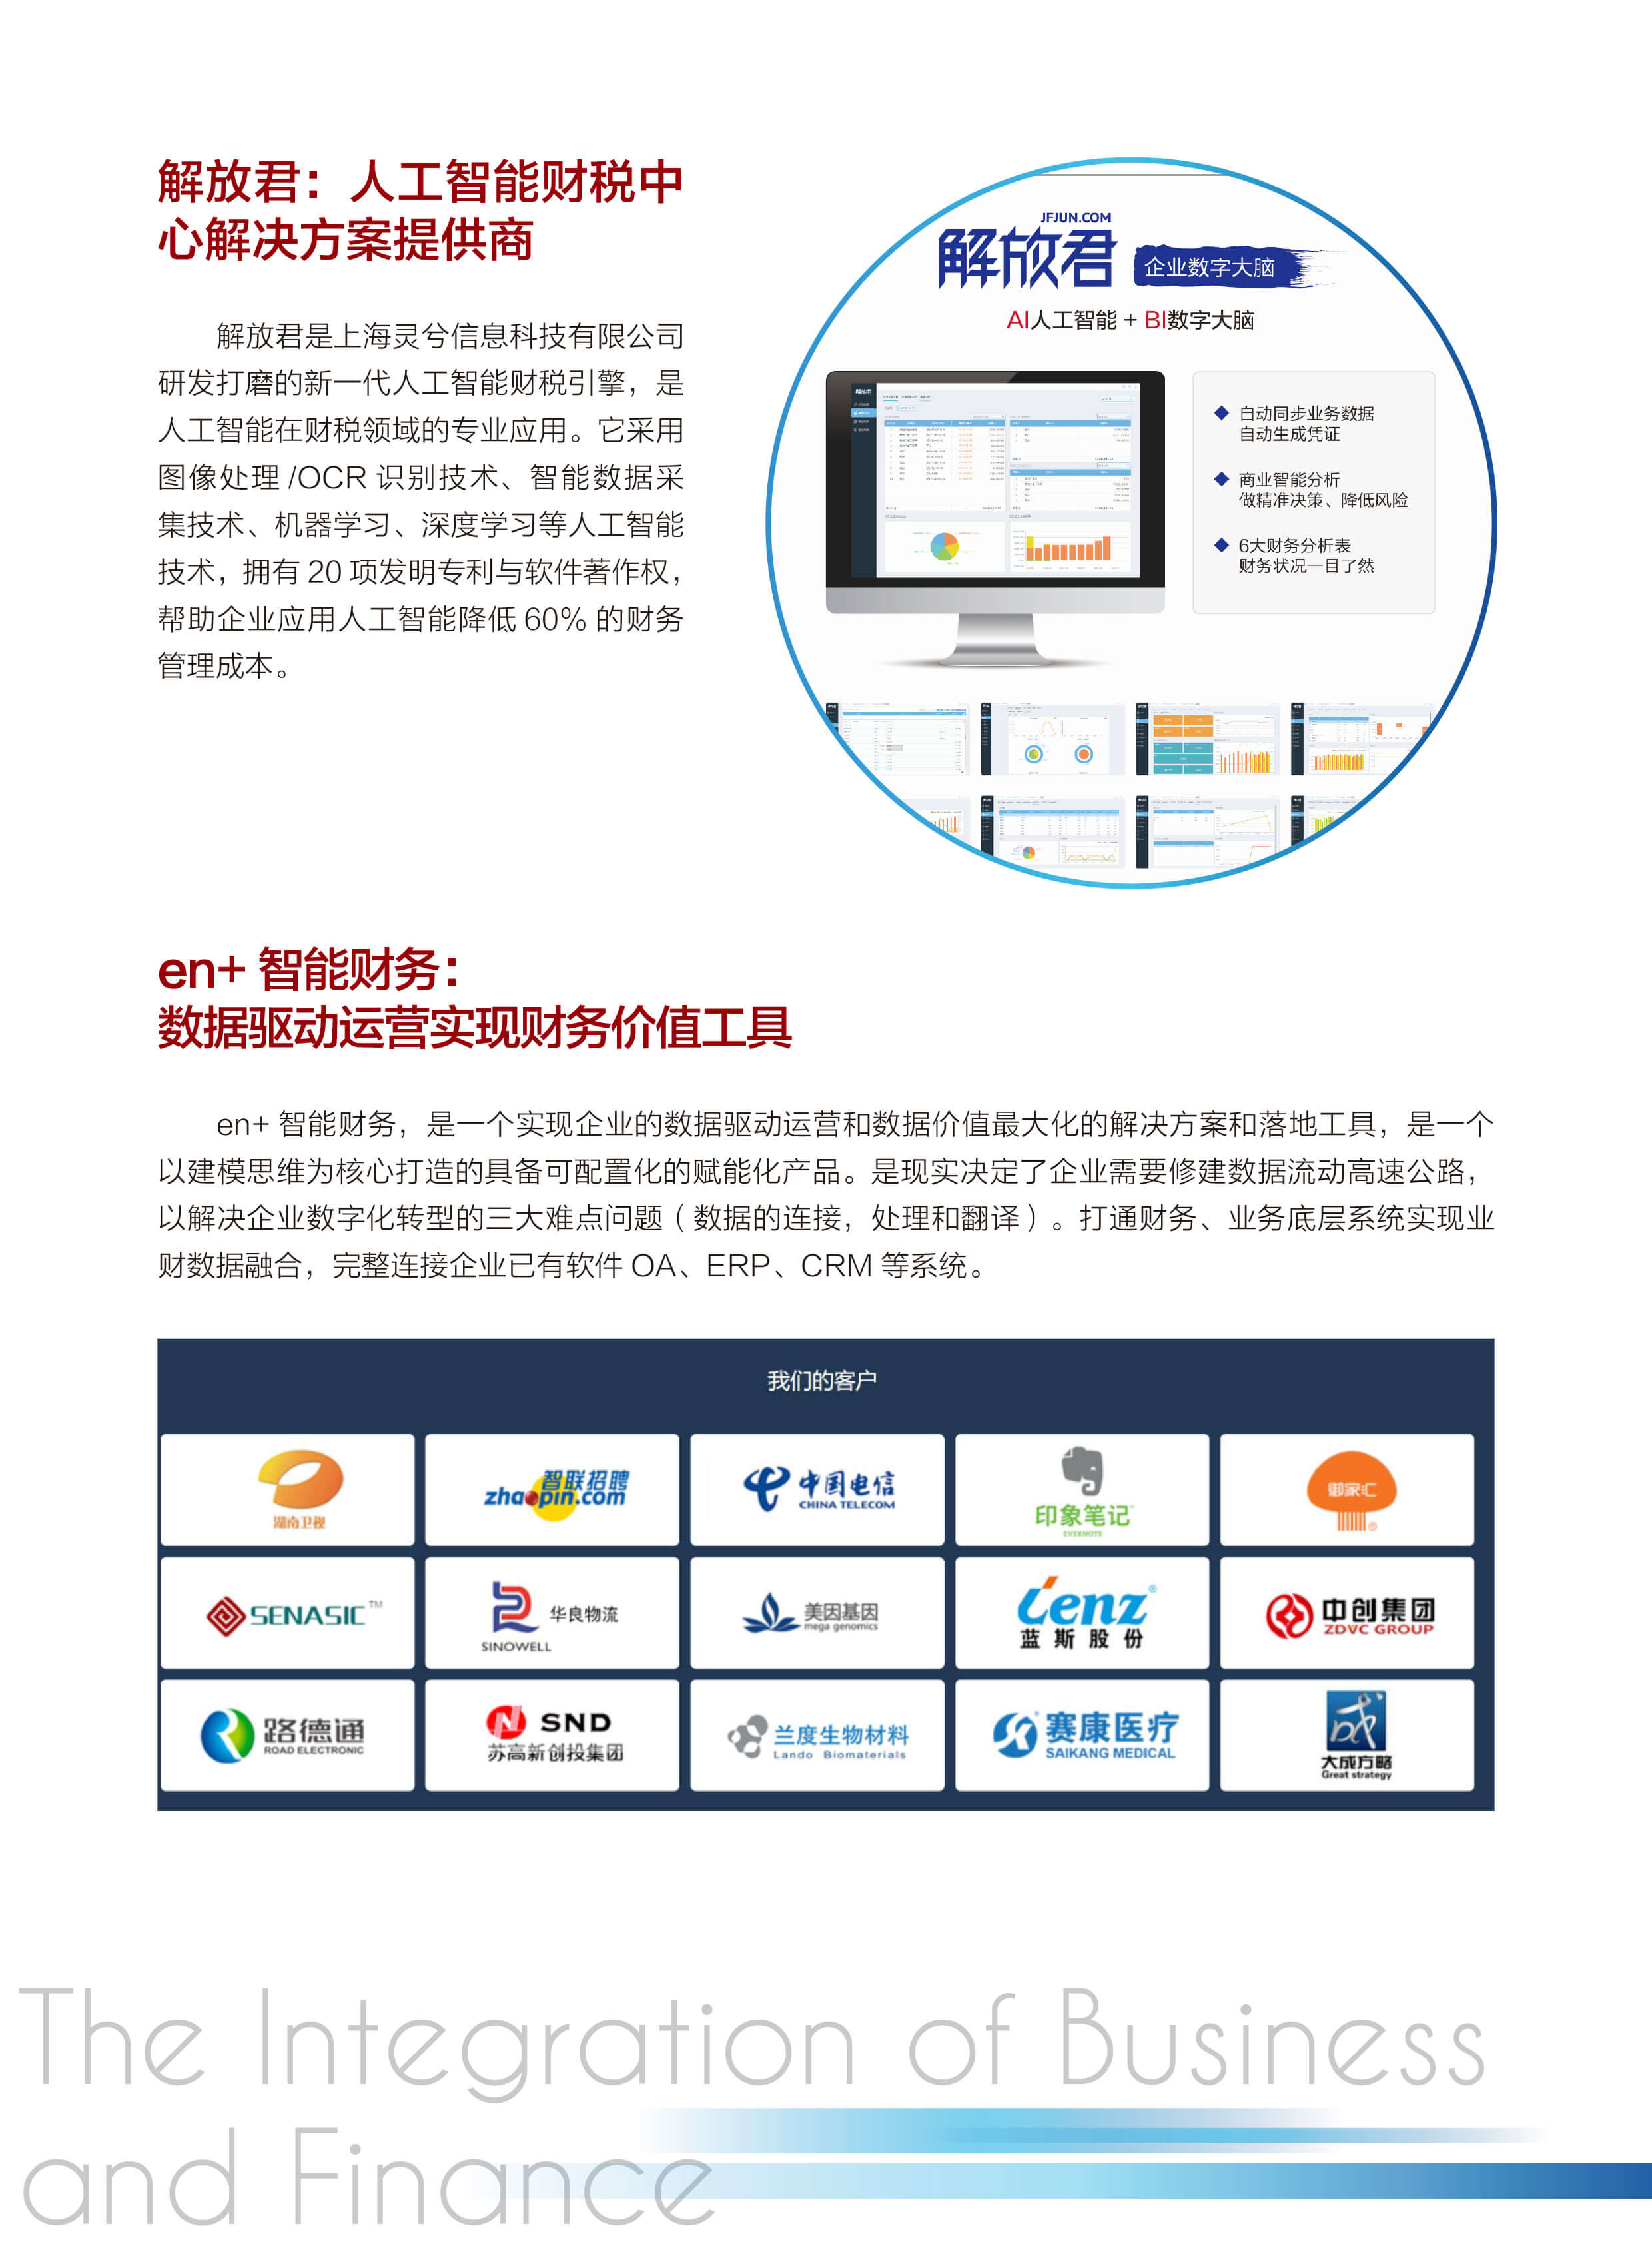 解放君：人工智能财税中
心解决方案提供商
解放君是上海灵兮信息科技有限公司
研发打磨的新一代人工智能财税引擎，是
人工智能在财税领域的专业应用。它采用
图像处理 /OCR 识别技术、智能数据采
集技术、机器学习、深度学习等人工智能
技术，拥有 20 项发明专利与软件著作权，
帮助企业应用人工智能降低 60% 的财务
管理成本。
JFJUN.COM
解放君 企业数字大脑
AI人工智能 + BI数字大脑
自动同步业务数据
自动生成凭证
商业智能分析
做精准决策、降低风险
6大财务分析表
财务状况一目了然
en+ 智能财务：
数据驱动运营实现财务价值工具
en+ 智能财务，是一个实现企业的数据驱动运营和数据价值最大化的解决方案和落地工具，是一个
以建模思维为核心打造的具备可配置化的赋能化产品。是现实决定了企业需要修建数据流动高速公路，
以解决企业数字化转型的三大难点问题（数据的连接，处理和翻译）。打通财务、业务底层系统实现业
财数据融合，完整连接企业已有软件 OA、ERP、CRM 等系统。
我们的客户
湖南卫视
智联招聘
zhaopin.com
中国电信
CHINA TELECOM
印象笔记
EVERNOTE
御家汇®
SENASIC™
华良物流
SINOWELL
美因基因
mega genomics
Lenz®
蓝斯股份
中创集团
ZDVC GROUP
路德通
ROAD ELECTRONIC
SND
苏高新创投集团
兰度生物材料
Lando Biomaterials
赛康医疗
SAIKANG MEDICAL
大成方略
Great strategy
The Integration of Business
and Finance